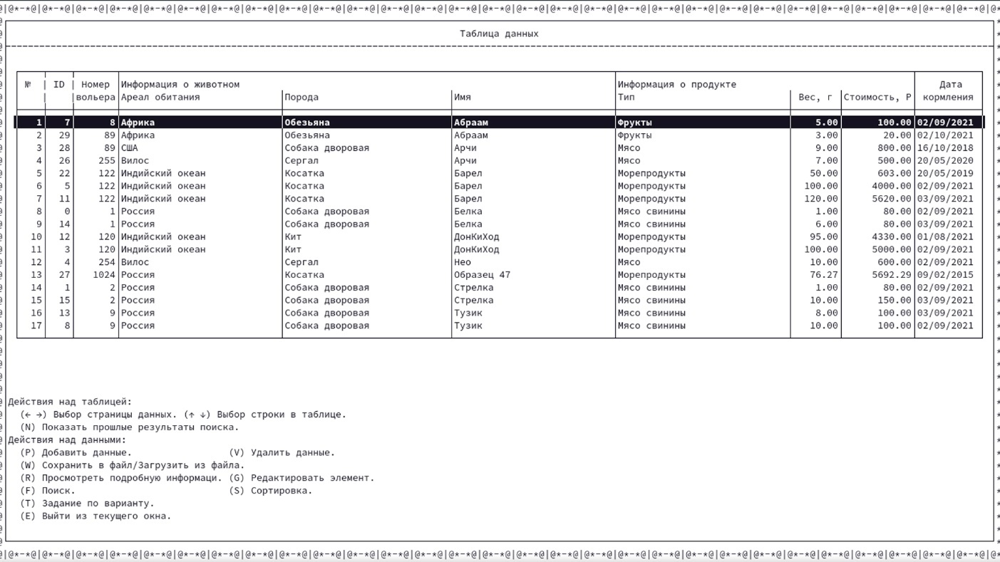 @|@*-*@|@*-*@|@*-*@|@*-*@|@*-*@|@*-*@|@*-*@|@*-*@|@*-*@|@*-*@|@*-*@|@*-*@|@*-*@|@*-*@|@*-*@|@*-*@|@*-*@|@*-*@|@*-*@|@*-*@|@*-*@|@*-*@|@*-*@|@*-*@|@*-*@|@*-*@|@*-*@|@*-*@|@*-*@|@*
Таблица данных
№ | ID | Номер | Информация о животном | Информация о продукте | Дата
вольера | Ареал обитания | Порода | Имя | Тип | Вес, г | Стоимость, Р | кормления
1 | 7 | 8 | Африка | Обезьяна | Абраам | Фрукты | 5.00 | 100.00 | 02/09/2021
2 | 29 | 89 | Африка | Обезьяна | Абраам | Фрукты | 3.00 | 20.00 | 02/10/2021
3 | 28 | 89 | США | Собака дворовая | Арчи | Мясо | 9.00 | 800.00 | 16/10/2018
4 | 26 | 255 | Вилос | Сергал | Арчи | Мясо | 7.00 | 500.00 | 20/05/2020
5 | 22 | 122 | Индийский океан | Косатка | Барел | Морепродукты | 50.00 | 603.00 | 20/05/2019
6 | 5 | 122 | Индийский океан | Косатка | Барел | Морепродукты | 100.00 | 4000.00 | 02/09/2021
7 | 11 | 122 | Индийский океан | Косатка | Барел | Морепродукты | 120.00 | 5620.00 | 03/09/2021
8 | 0 | 1 | Россия | Собака дворовая | Белка | Мясо свинины | 1.00 | 80.00 | 02/09/2021
9 | 14 | 1 | Россия | Собака дворовая | Белка | Мясо свинины | 6.00 | 80.00 | 03/09/2021
10 | 12 | 120 | Индийский океан | Кит | ДонКиХод | Морепродукты | 95.00 | 4330.00 | 01/08/2021
11 | 3 | 120 | Индийский океан | Кит | ДонКиХод | Морепродукты | 100.00 | 5000.00 | 02/09/2021
12 | 4 | 254 | Вилос | Сергал | Нео | Мясо | 10.00 | 600.00 | 02/09/2021
13 | 27 | 1024 | Россия | Косатка | Образец 47 | Морепродукты | 76.27 | 5692.29 | 09/02/2015
14 | 1 | 2 | Россия | Собака дворовая | Стрелка | Мясо свинины | 1.00 | 80.00 | 02/09/2021
15 | 15 | 2 | Россия | Собака дворовая | Стрелка | Мясо свинины | 10.00 | 150.00 | 03/09/2021
16 | 13 | 9 | Россия | Собака дворовая | Тузик | Мясо свинины | 8.00 | 100.00 | 03/09/2021
17 | 8 | 9 | Россия | Собака дворовая | Тузик | Мясо свинины | 10.00 | 100.00 | 02/09/2021
Действия над таблицей:
(← →) Выбор страницы данных. (↑ ↓) Выбор строки в таблице.
(N) Показать прошлые результаты поиска.
Действия над данными:
(P) Добавить данные. (V) Удалить данные.
(W) Сохранить в файл/Загрузить из файла.
(R) Просмотреть подробную информаци. (G) Редактировать элемент.
(F) Поиск. (S) Сортировка.
(T) Задание по варианту.
(E) Выйти из текущего окна.
@|@*-*@|@*-*@|@*-*@|@*-*@|@*-*@|@*-*@|@*-*@|@*-*@|@*-*@|@*-*@|@*-*@|@*-*@|@*-*@|@*-*@|@*-*@|@*-*@|@*-*@|@*-*@|@*-*@|@*-*@|@*-*@|@*-*@|@*-*@|@*-*@|@*-*@|@*-*@|@*-*@|@*-*@|@*-*@|@*